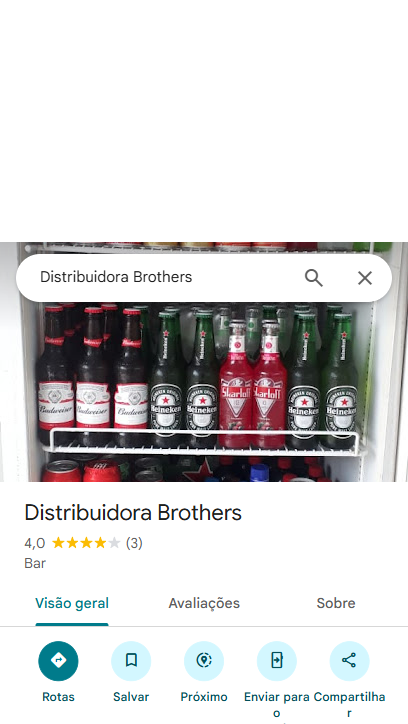 Distribuidora Brothers
Budweiser Budweiser Budweiser Heineken Heineken Skarloff Heineken Heineken
Distribuidora Brothers
4,0 (3)
Bar
Visão geral Avaliações Sobre
Rotas Salvar Próximo Enviar para o Compartilhar